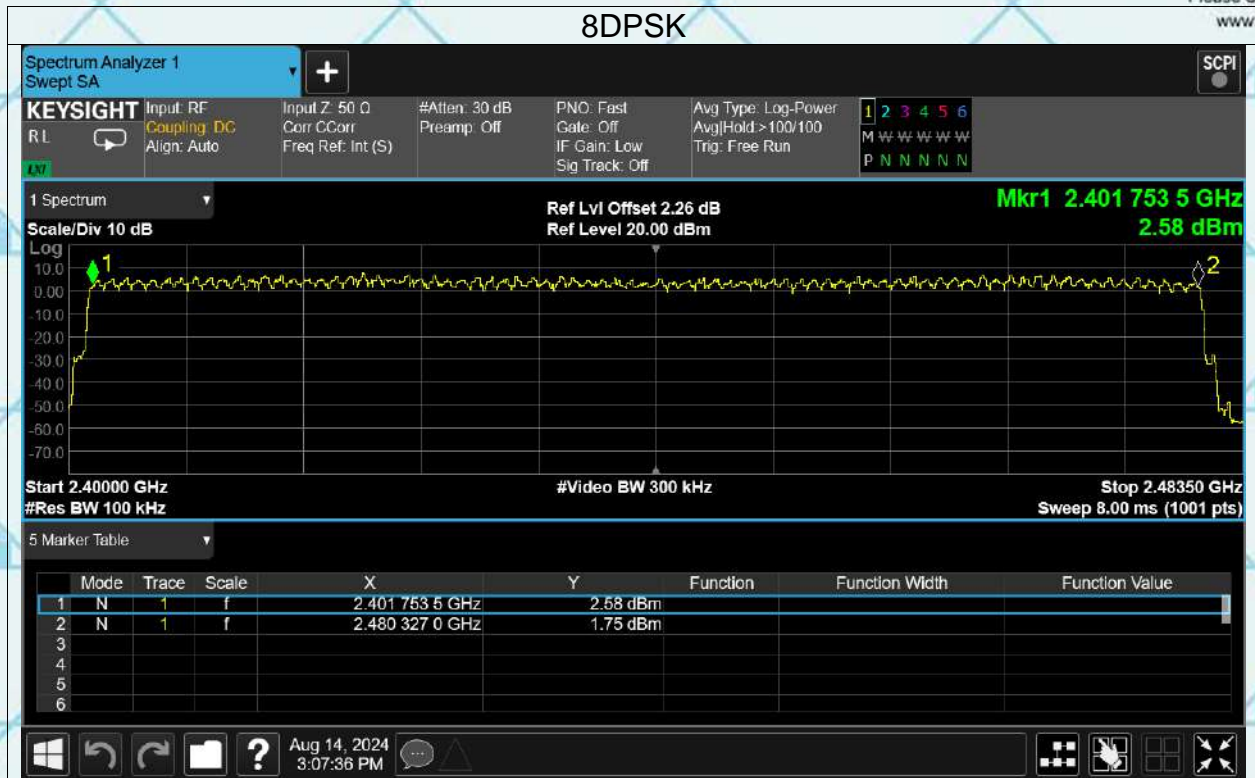 www
8DPSK
Spectrum Analyzer 1
Swept SA
+
SCPI
KEYSIGHT
RL
LXI
Input: RF
Coupling: DC
Align: Auto
Input Z: 50 Ω
Corr CCorr
Freq Ref: Int (S)
#Atten: 30 dB
Preamp: Off
PNO: Fast
Gate: Off
IF Gain: Low
Sig Track: Off
Avg Type: Log-Power
Avg|Hold:>100/100
Trig: Free Run
1 2 3 4 5 6
M W W W W W
P N N N N N
1 Spectrum
Scale/Div 10 dB
Ref Lvl Offset 2.26 dB
Ref Level 20.00 dBm
Mkr1 2.401 753 5 GHz
2.58 dBm
Log
10.0
0.00
-10.0
-20.0
-30.0
-40.0
-50.0
-60.0
-70.0
1
2
Start 2.40000 GHz
#Res BW 100 kHz
#Video BW 300 kHz
Stop 2.48350 GHz
Sweep 8.00 ms (1001 pts)
5 Marker Table
Mode Trace Scale X Y Function Function Width Function Value
1 N 1 f 2.401 753 5 GHz 2.58 dBm
2 N 1 f 2.480 327 0 GHz 1.75 dBm
3
4
5
6
?
Aug 14, 2024
3:07:36 PM